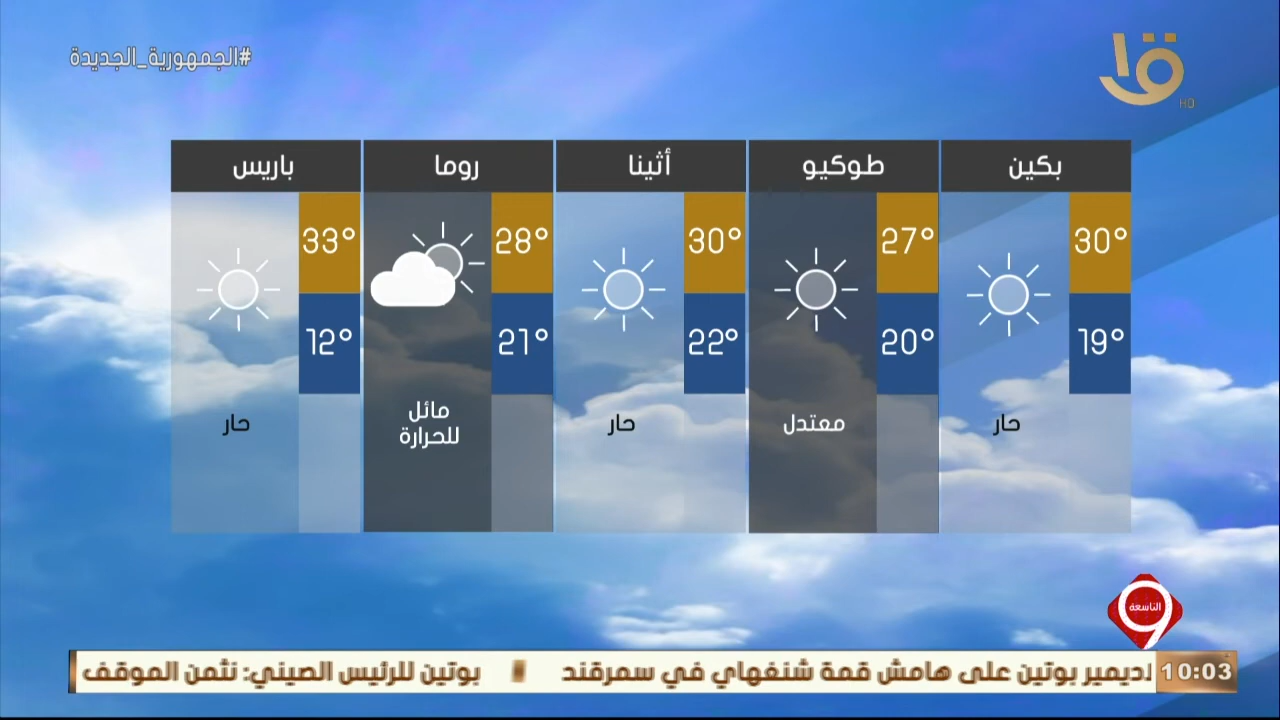 #الجمهورية_الجديدة
HD
بكين
30°
19°
حار
طوكيو
27°
20°
معتدل
أثينا
30°
22°
حار
روما
28°
21°
مائل
للحرارة
باريس
33°
12°
حار
التاسعة
9
10:03
لاديمير بوتين على هامش قمة شنغهاي في سمرقند
بوتين للرئيس الصيني: نثمن الموقف